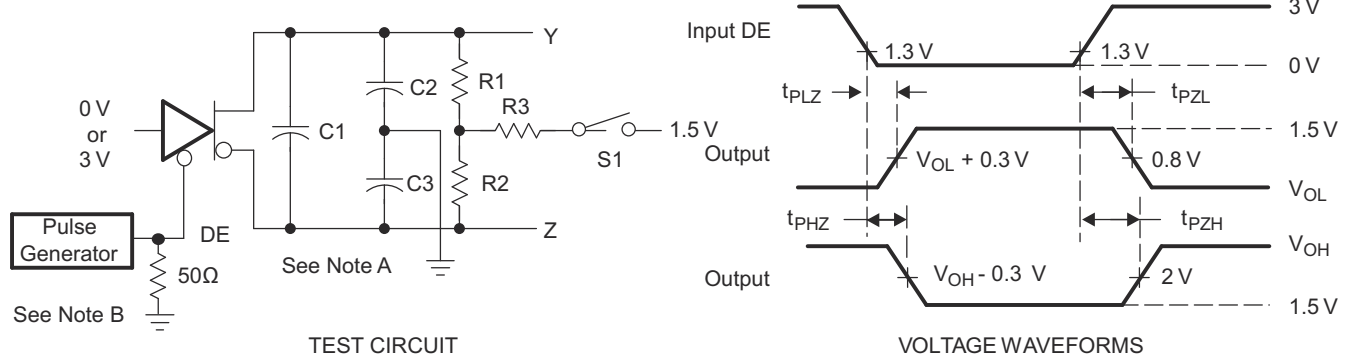 Y
C2
R1
R3
0 V
or
3 V
C1
1.5 V
S1
C3
R2
Pulse
Generator
DE
Z
50Ω
See Note A
See Note B
TEST CIRCUIT
Input DE
3 V
1.3 V
1.3 V
0 V
tPLZ
tPZL
1.5 V
Output
VOL + 0.3 V
0.8 V
VOL
tPHZ
tPZH
VOH
Output
VOH - 0.3 V
2 V
1.5 V
VOLTAGE WAVEFORMS